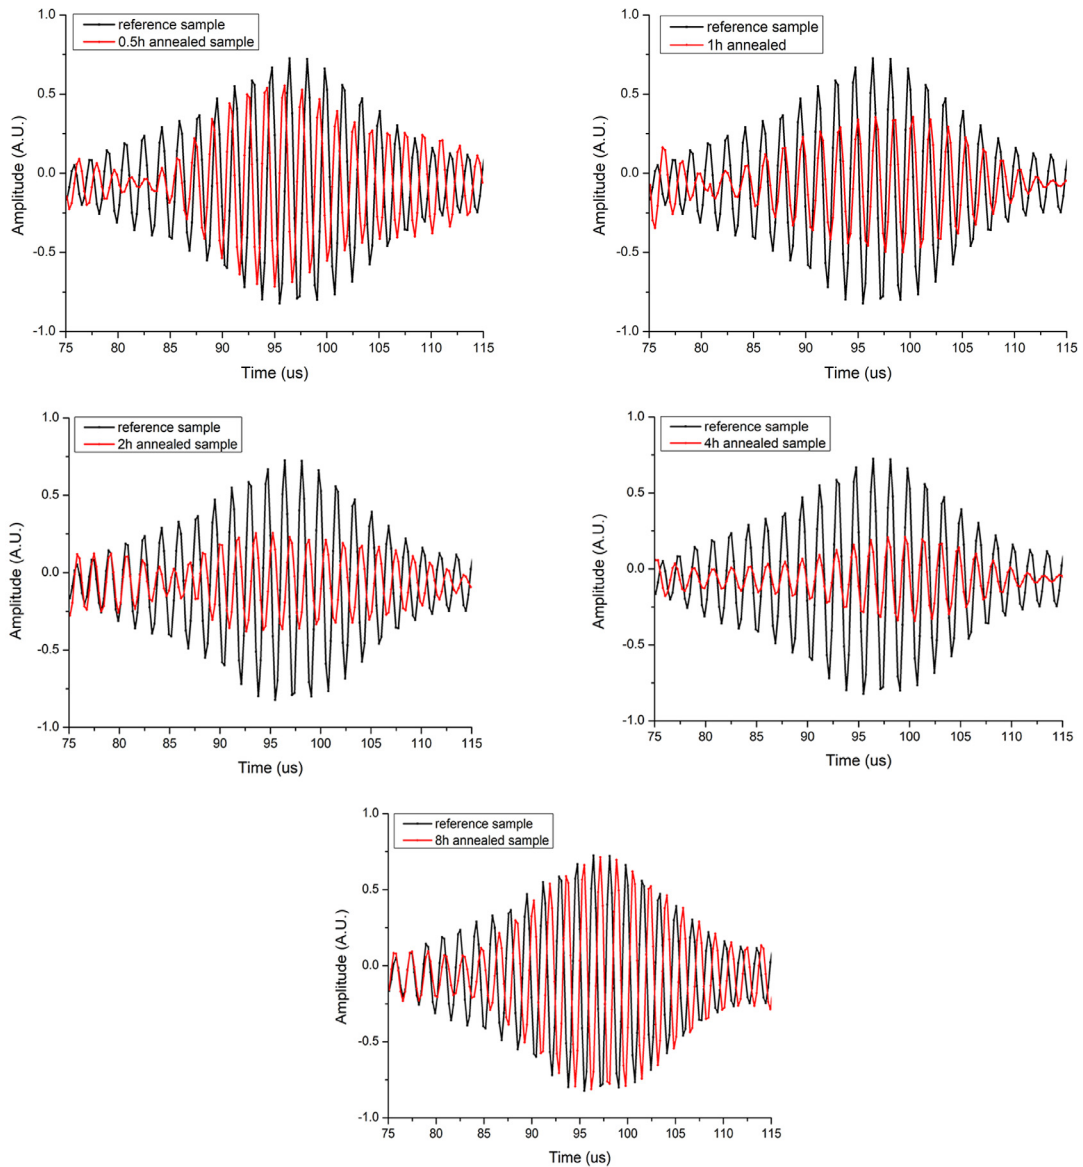 1.0
reference sample
0.5h annealed sample
0.5
0.0
-0.5
-1.0
Amplitude (A.U.)
75 80 85 90 95 100 105 110 115
Time (us)
1.0
reference sample
1h annealed
0.5
0.0
-0.5
-1.0
Amplitude (A.U.)
75 80 85 90 95 100 105 110 115
Time (us)
1.0
reference sample
2h annealed sample
0.5
0.0
-0.5
-1.0
Amplitude (A.U.)
75 80 85 90 95 100 105 110 115
Time (us)
1.0
reference sample
4h annealed sample
0.5
0.0
-0.5
-1.0
Amplitude (A.U.)
75 80 85 90 95 100 105 110 115
Time (us)
1.0
reference sample
8h annealed sample
0.5
0.0
-0.5
-1.0
Amplitude (A.U.)
75 80 85 90 95 100 105 110 115
Time (us)